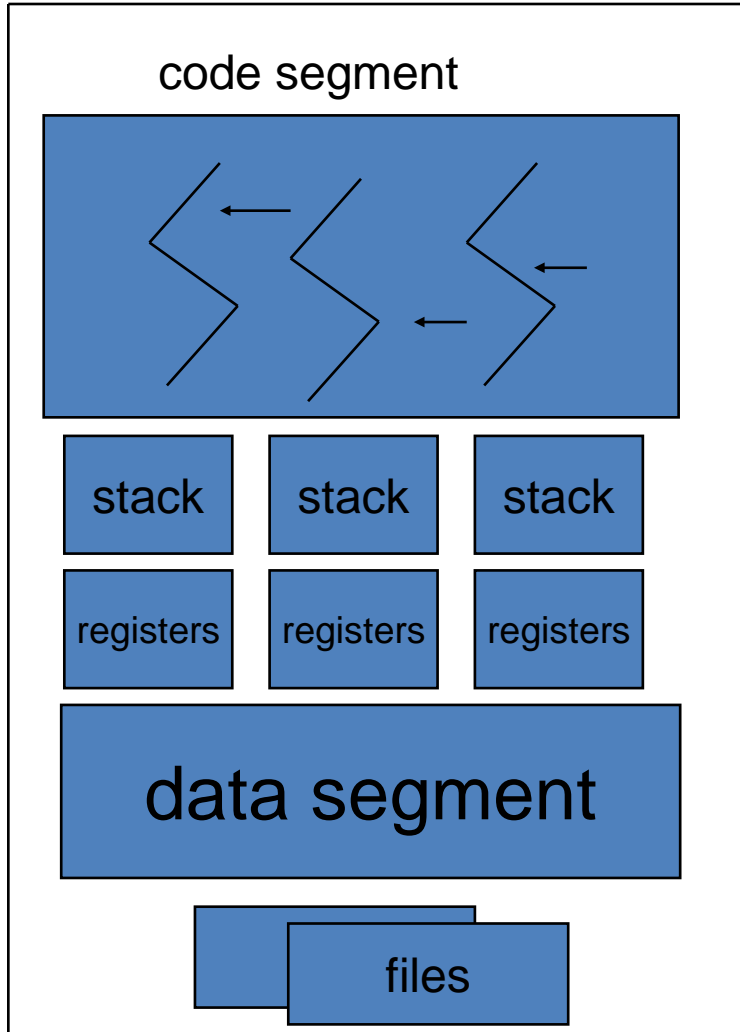 code segment
stack stack stack
registers registers registers
data segment
files